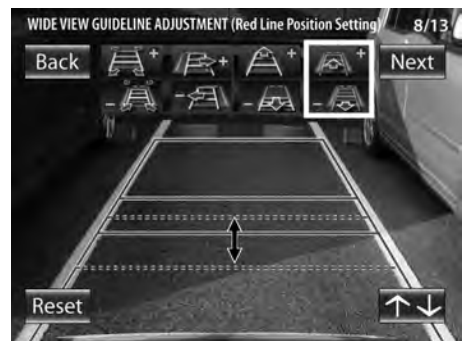 WIDE VIEW GUIDELINE ADJUSTMENT (Red Line Position Setting) 8/13
Back + + + + Next
- - - -
Reset ↑↓